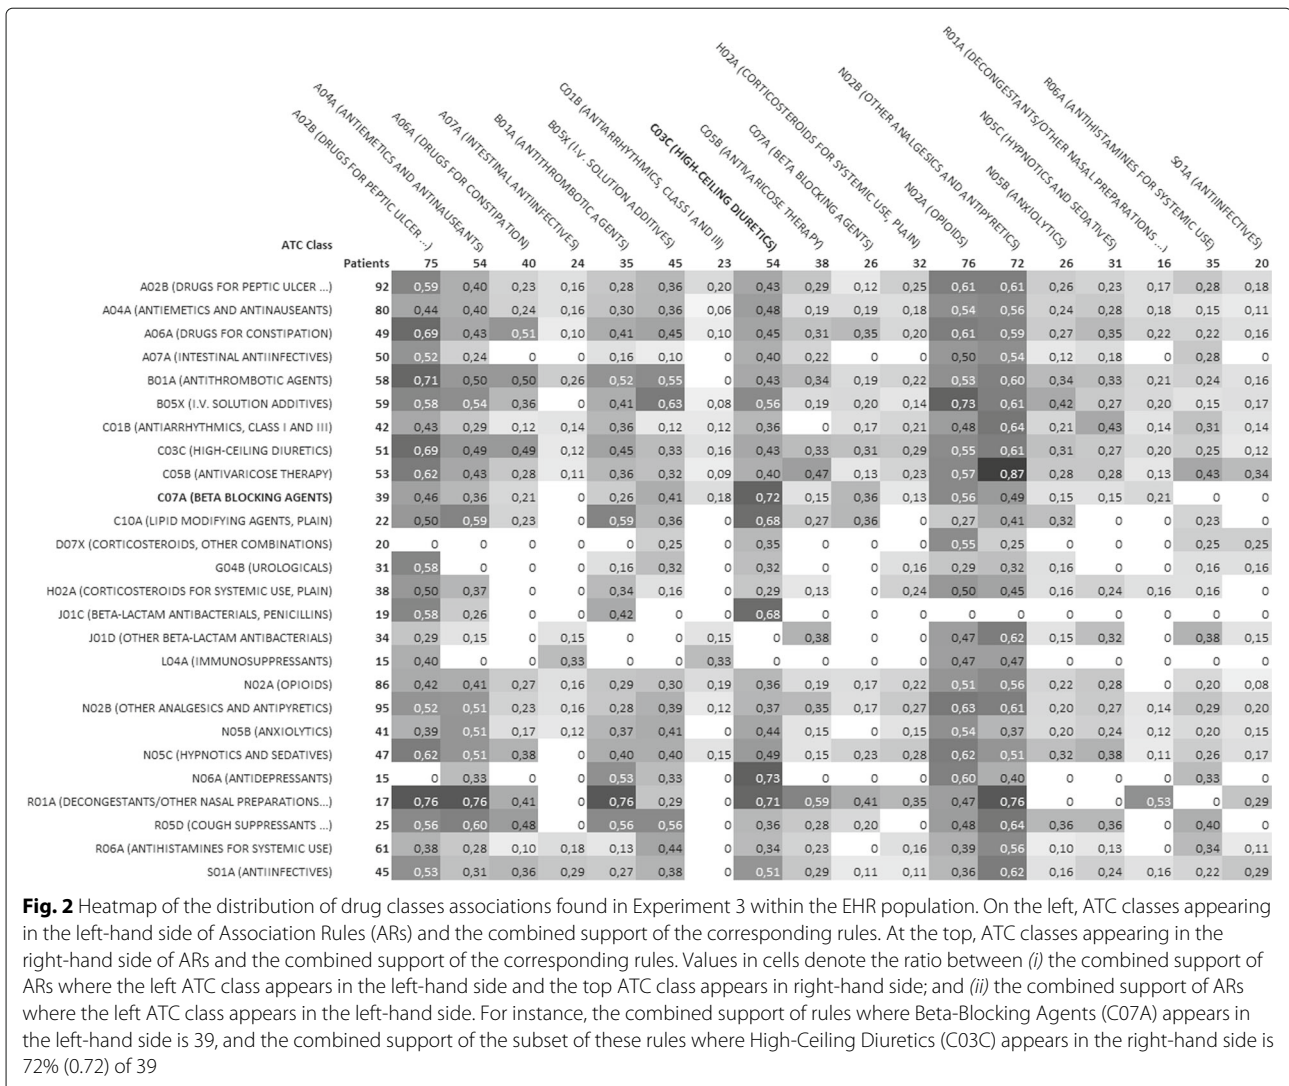 A02B (DRUGS FOR PEPTIC ULCER ...)
A04A (ANTIEMETICS AND ANTINAUSEANTS)
A06A (DRUGS FOR CONSTIPATION)
A07A (INTESTINAL ANTIINFECTIVES)
B01A (ANTITHROMBOTIC AGENTS)
B05X (I.V. SOLUTION ADDITIVES)
C01B (ANTIARRHYTHMICS, CLASS I AND III)
C03C (HIGH-CEILING DIURETICS)
C05B (ANTIVARICOSE THERAPY)
C07A (BETA BLOCKING AGENTS)
H02A (CORTICOSTEROIDS FOR SYSTEMIC USE, PLAIN)
N02A (OPIOIDS)
N02B (OTHER ANALGESICS AND ANTIPYRETICS)
N05B (ANXIOLYTICS)
N05C (HYPNOTICS AND SEDATIVES)
R01A (DECONGESTANTS/OTHER NASAL PREPARATIONS ...)
R06A (ANTIHISTAMINES FOR SYSTEMIC USE)
S01A (ANTIINFECTIVES)
ATC Class
Patients 75 54 40 24 35 45 23 54 38 26 32 76 72 26 31 16 35 20
A02B (DRUGS FOR PEPTIC ULCER ...) 92 0,59 0,40 0,23 0,16 0,28 0,36 0,20 0,43 0,29 0,12 0,25 0,61 0,61 0,26 0,23 0,17 0,28 0,18
A04A (ANTIEMETICS AND ANTINAUSEANTS) 80 0,44 0,40 0,24 0,16 0,30 0,36 0,06 0,48 0,19 0,19 0,18 0,54 0,56 0,24 0,28 0,18 0,15 0,11
A06A (DRUGS FOR CONSTIPATION) 49 0,69 0,43 0,51 0,10 0,41 0,45 0,10 0,45 0,31 0,35 0,20 0,61 0,59 0,27 0,35 0,22 0,22 0,16
A07A (INTESTINAL ANTIINFECTIVES) 50 0,52 0,24 0 0 0,16 0,10 0 0,40 0,22 0 0 0,50 0,54 0,12 0,18 0 0,28 0
B01A (ANTITHROMBOTIC AGENTS) 58 0,71 0,50 0,50 0,26 0,52 0,55 0 0,43 0,34 0,19 0,22 0,53 0,60 0,34 0,33 0,21 0,24 0,16
B05X (I.V. SOLUTION ADDITIVES) 59 0,58 0,54 0,36 0 0,41 0,63 0,08 0,56 0,19 0,20 0,14 0,73 0,61 0,42 0,27 0,20 0,15 0,17
C01B (ANTIARRHYTHMICS, CLASS I AND III) 42 0,43 0,29 0,12 0,14 0,36 0,12 0,12 0,36 0 0,17 0,21 0,48 0,64 0,21 0,43 0,14 0,31 0,14
C03C (HIGH-CEILING DIURETICS) 51 0,69 0,49 0,49 0,12 0,45 0,33 0,16 0,43 0,33 0,31 0,29 0,55 0,61 0,31 0,27 0,20 0,25 0,12
C05B (ANTIVARICOSE THERAPY) 53 0,62 0,43 0,28 0,11 0,36 0,32 0,09 0,40 0,47 0,13 0,23 0,57 0,87 0,28 0,28 0,13 0,43 0,34
C07A (BETA BLOCKING AGENTS) 39 0,46 0,36 0,21 0 0,26 0,41 0,18 0,72 0,15 0,36 0,13 0,56 0,49 0,15 0,15 0,21 0 0
C10A (LIPID MODIFYING AGENTS, PLAIN) 22 0,50 0,59 0,23 0 0,59 0,36 0 0,68 0,27 0,36 0 0,27 0,41 0,32 0 0 0,23 0
D07X (CORTICOSTEROIDS, OTHER COMBINATIONS) 20 0 0 0 0 0 0,25 0 0,35 0 0 0 0,55 0,25 0 0 0 0,25 0,25
G04B (UROLOGICALS) 31 0,58 0 0 0 0,16 0,32 0 0,32 0 0 0,16 0,29 0,32 0,16 0 0 0,16 0,16
H02A (CORTICOSTEROIDS FOR SYSTEMIC USE, PLAIN) 38 0,50 0,37 0 0 0,34 0,16 0 0,29 0,13 0 0,24 0,50 0,45 0,16 0,24 0,16 0,16 0
J01C (BETA-LACTAM ANTIBACTERIALS, PENICILLINS) 19 0,58 0,26 0 0 0,42 0 0 0,68 0 0 0 0 0 0 0 0 0 0
J01D (OTHER BETA-LACTAM ANTIBACTERIALS) 34 0,29 0,15 0 0,15 0 0 0,15 0 0,38 0 0 0,47 0,62 0,15 0,32 0 0,38 0,15
L04A (IMMUNOSUPPRESSANTS) 15 0,40 0 0 0,33 0 0 0,33 0 0 0 0 0,47 0,47 0 0 0 0 0
N02A (OPIOIDS) 86 0,42 0,41 0,27 0,16 0,29 0,30 0,19 0,36 0,19 0,17 0,22 0,51 0,56 0,22 0,28 0 0,20 0,08
N02B (OTHER ANALGESICS AND ANTIPYRETICS) 95 0,52 0,51 0,23 0,16 0,28 0,39 0,12 0,37 0,35 0,17 0,27 0,63 0,61 0,20 0,27 0,14 0,29 0,20
N05B (ANXIOLYTICS) 41 0,39 0,51 0,17 0,12 0,37 0,41 0 0,44 0,15 0 0,15 0,54 0,37 0,20 0,24 0,12 0,20 0,15
N05C (HYPNOTICS AND SEDATIVES) 47 0,62 0,51 0,38 0 0,40 0,40 0,15 0,49 0,15 0,23 0,28 0,62 0,51 0,32 0,38 0,11 0,26 0,17
N06A (ANTIDEPRESSANTS) 15 0 0,33 0 0 0,53 0,33 0 0,73 0 0 0 0,60 0,40 0 0 0 0,33 0
R01A (DECONGESTANTS/OTHER NASAL PREPARATIONS...) 17 0,76 0,76 0,41 0 0,76 0,29 0 0,71 0,59 0,41 0,35 0,47 0,76 0 0 0,53 0 0,29
R05D (COUGH SUPPRESSANTS ...) 25 0,56 0,60 0,48 0 0,56 0,56 0 0,36 0,28 0,20 0 0,48 0,64 0,36 0,36 0 0,40 0
R06A (ANTIHISTAMINES FOR SYSTEMIC USE) 61 0,38 0,28 0,10 0,18 0,13 0,44 0 0,34 0,23 0 0,16 0,39 0,56 0,10 0,13 0 0,34 0,11
S01A (ANTIINFECTIVES) 45 0,53 0,31 0,36 0,29 0,27 0,38 0 0,51 0,29 0,11 0,11 0,36 0,62 0,16 0,24 0,16 0,22 0,29
Fig. 2 Heatmap of the distribution of drug classes associations found in Experiment 3 within the EHR population. On the left, ATC classes appearing
in the left-hand side of Association Rules (ARs) and the combined support of the corresponding rules. At the top, ATC classes appearing in the
right-hand side of ARs and the combined support of the corresponding rules. Values in cells denote the ratio between (i) the combined support of
ARs where the left ATC class appears in the left-hand side and the top ATC class appears in right-hand side; and (ii) the combined support of ARs
where the left ATC class appears in the left-hand side. For instance, the combined support of rules where Beta-Blocking Agents (C07A) appears in
the left-hand side is 39, and the combined support of the subset of these rules where High-Ceiling Diuretics (C03C) appears in the right-hand side is
72% (0.72) of 39